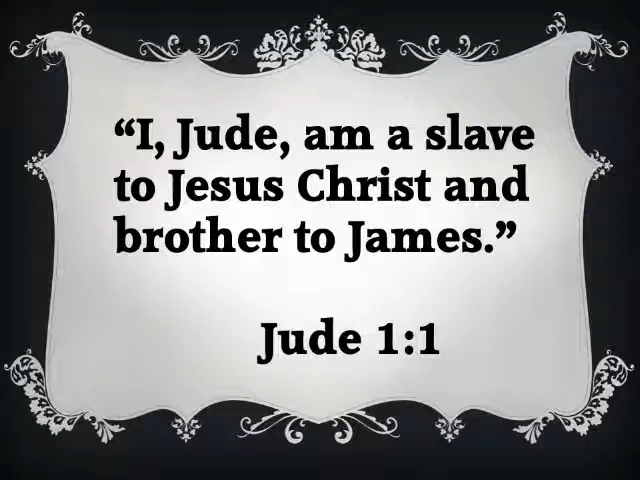 “I, Jude, am a slave
to Jesus Christ and
brother to James.”
Jude 1:1